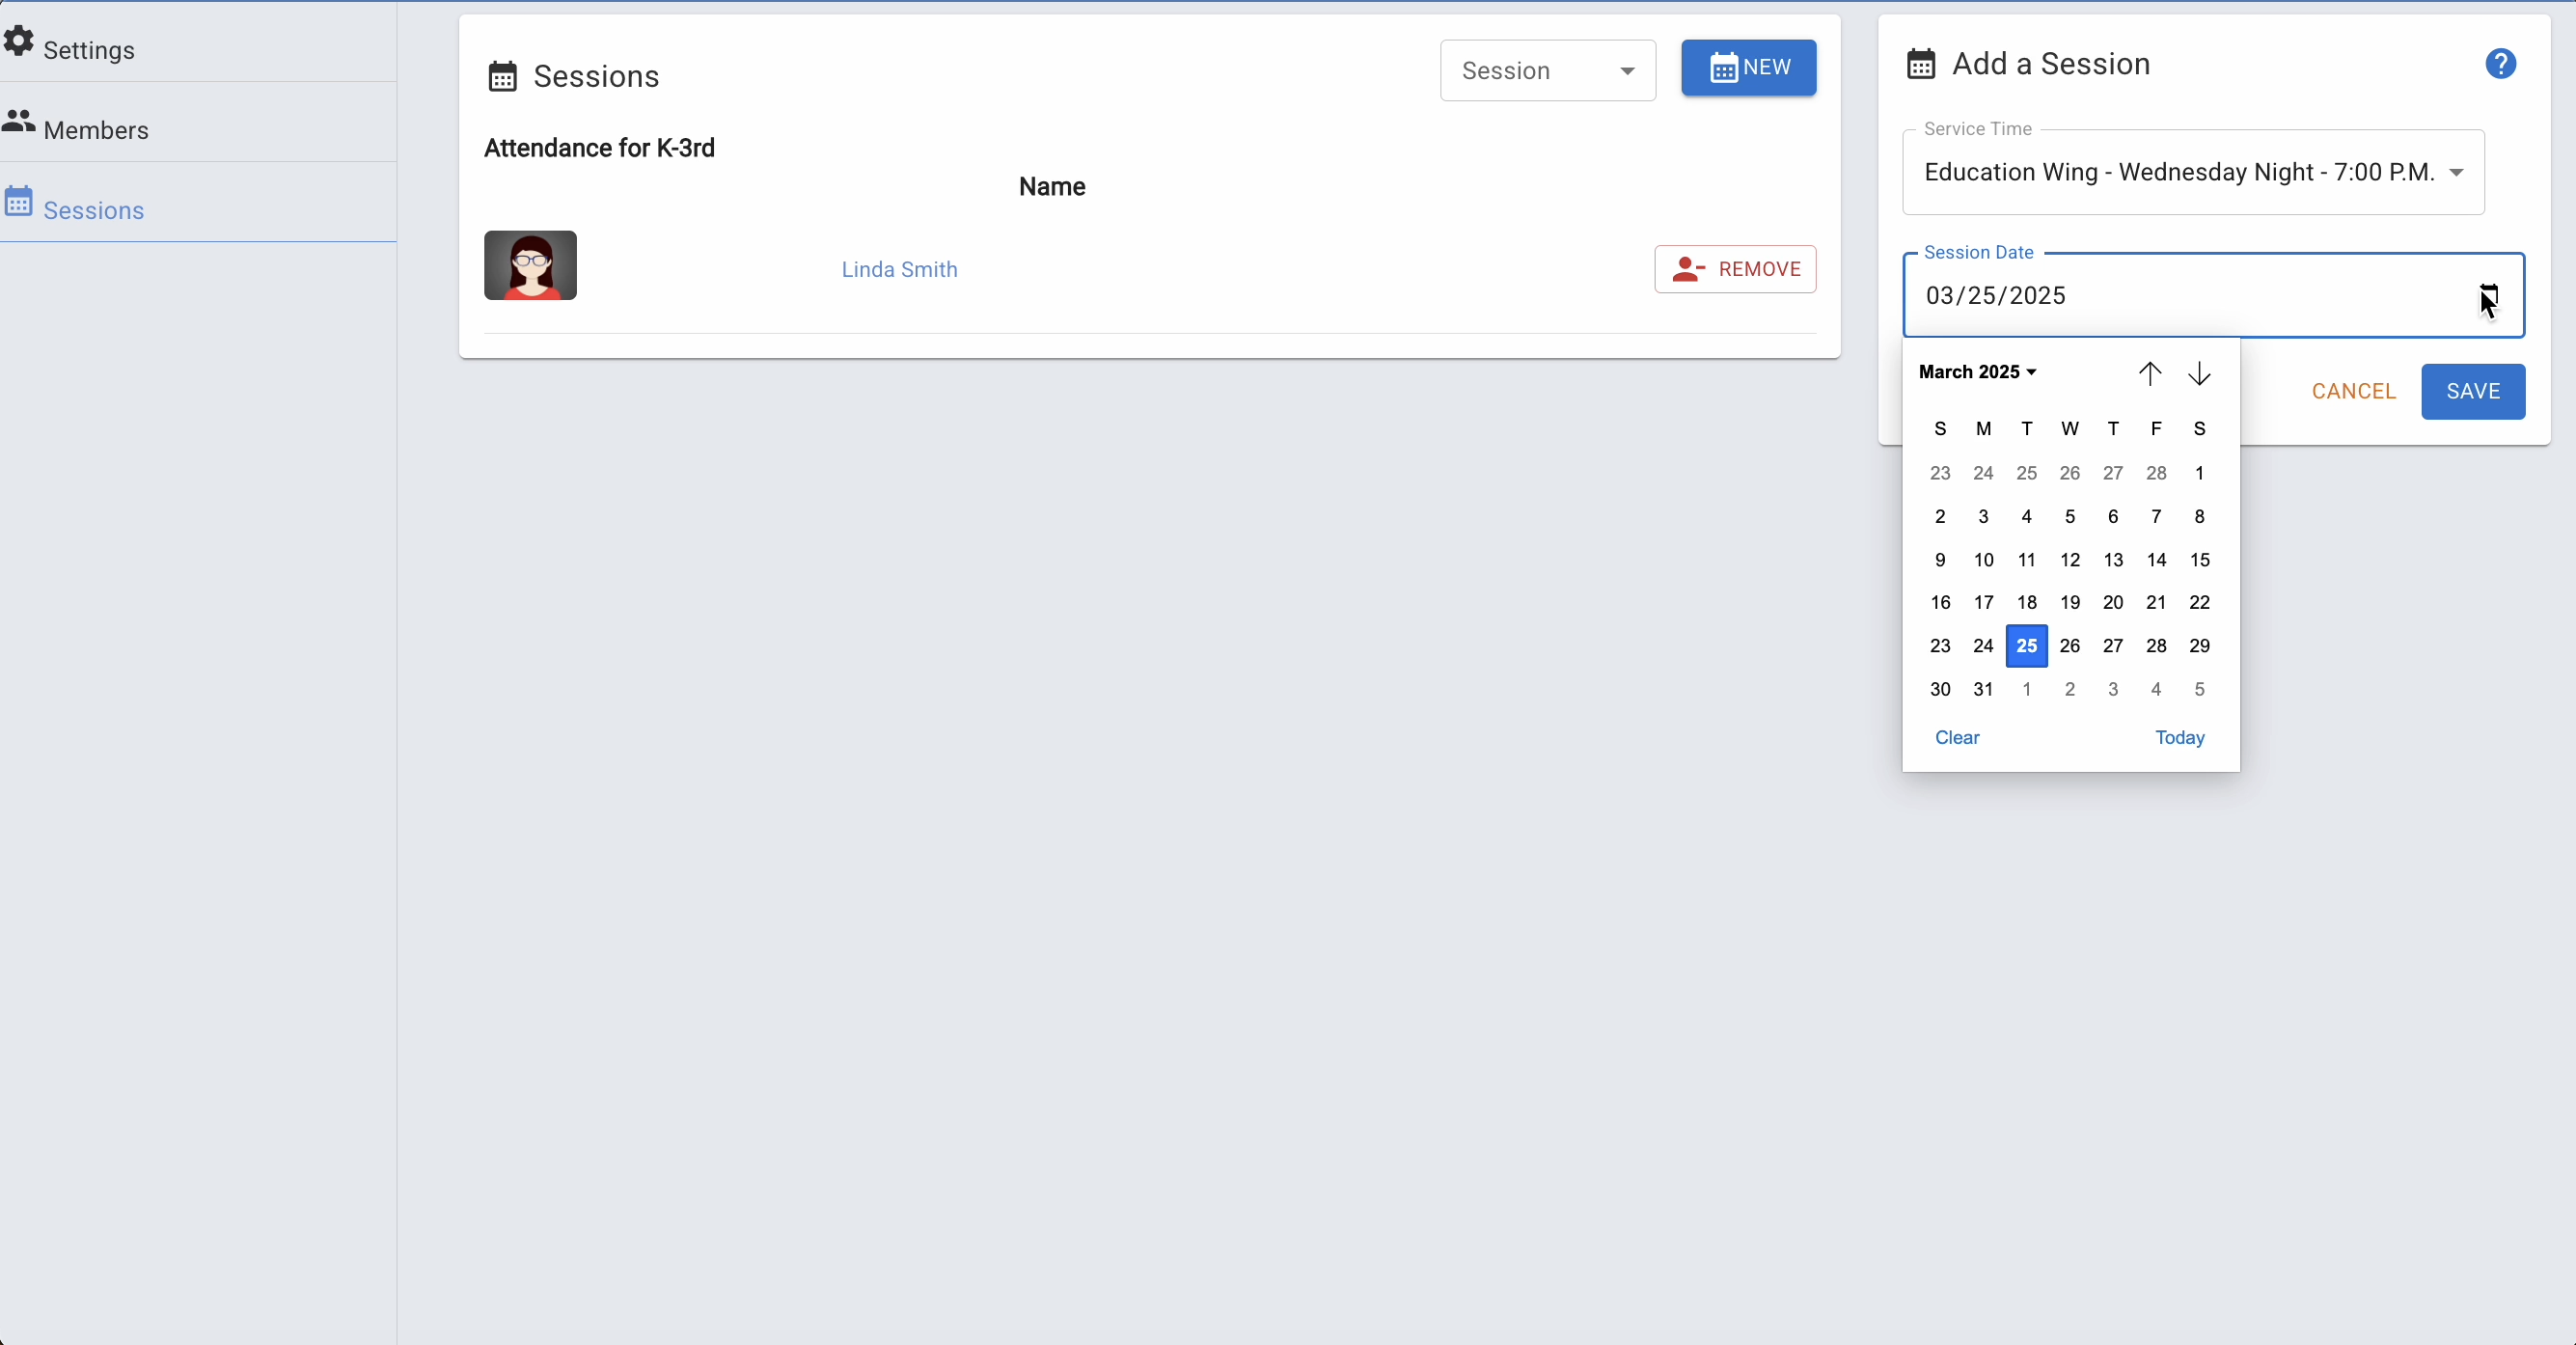 Settings
Members
Sessions
Sessions
Session
NEW
Attendance for K-3rd
Name
Linda Smith
REMOVE
Add a Session
?
Service Time
Education Wing - Wednesday Night - 7:00 P.M.
Session Date
03/25/2025
March 2025
S M T W T F S
23 24 25 26 27 28 1
2 3 4 5 6 7 8
9 10 11 12 13 14 15
16 17 18 19 20 21 22
23 24 25 26 27 28 29
30 31 1 2 3 4 5
Clear Today
CANCEL SAVE